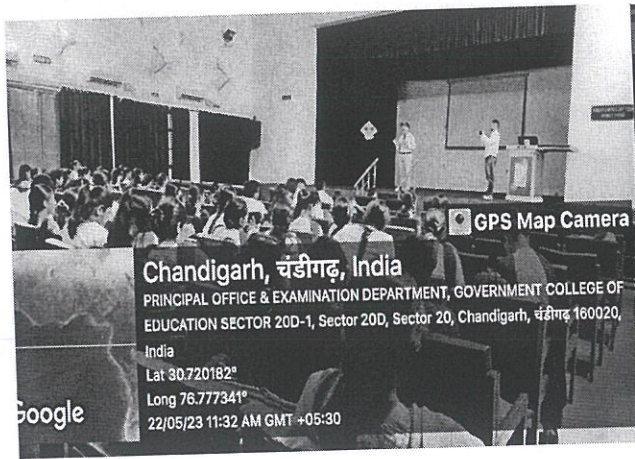 GPS Map Camera
Chandigarh, चंडीगढ़, India
PRINCIPAL OFFICE & EXAMINATION DEPARTMENT, GOVERNMENT COLLEGE OF
EDUCATION SECTOR 20D-1, Sector 20D, Sector 20, Chandigarh, चंडीगढ़ 160020,
India
Lat 30.720182°
Long 76.777341°
22/05/23 11:32 AM GMT +05:30
Google